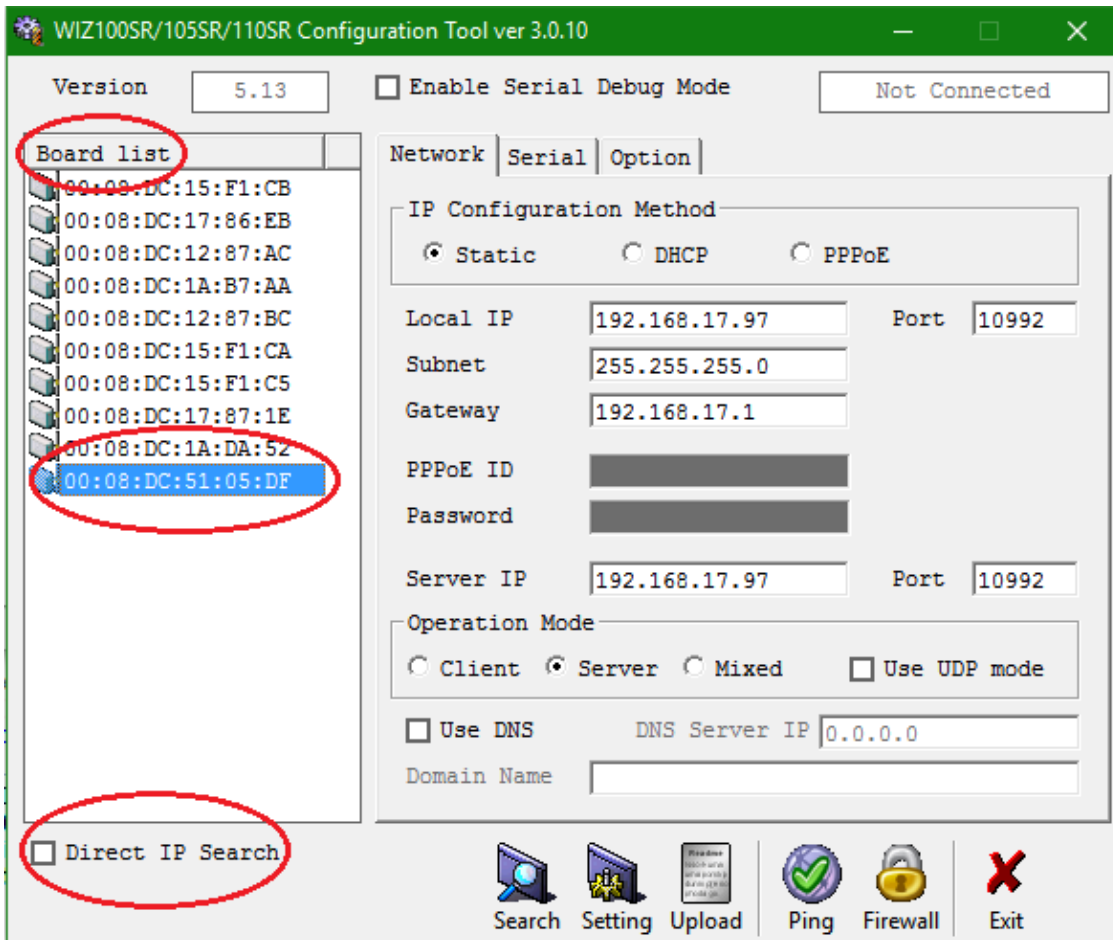 WIZ100SR/105SR/110SR Configuration Tool ver 3.0.10
Version 5.13 Enable Serial Debug Mode Not Connected
Board list
00:08:DC:15:F1:CB
00:08:DC:17:86:EB
00:08:DC:12:87:AC
00:08:DC:1A:B7:AA
00:08:DC:12:87:BC
00:08:DC:15:F1:CA
00:08:DC:15:F1:C5
00:08:DC:17:87:1E
00:08:DC:1A:DA:52
00:08:DC:51:05:DF
Direct IP Search
Network Serial Option
IP Configuration Method
Static DHCP PPPoE
Local IP 192.168.17.97 Port 10992
Subnet 255.255.255.0
Gateway 192.168.17.1
PPPoE ID
Password
Server IP 192.168.17.97 Port 10992
Operation Mode
Client Server Mixed Use UDP mode
Use DNS DNS Server IP 0.0.0.0
Domain Name
Readme
Search Setting Upload Ping Firewall Exit